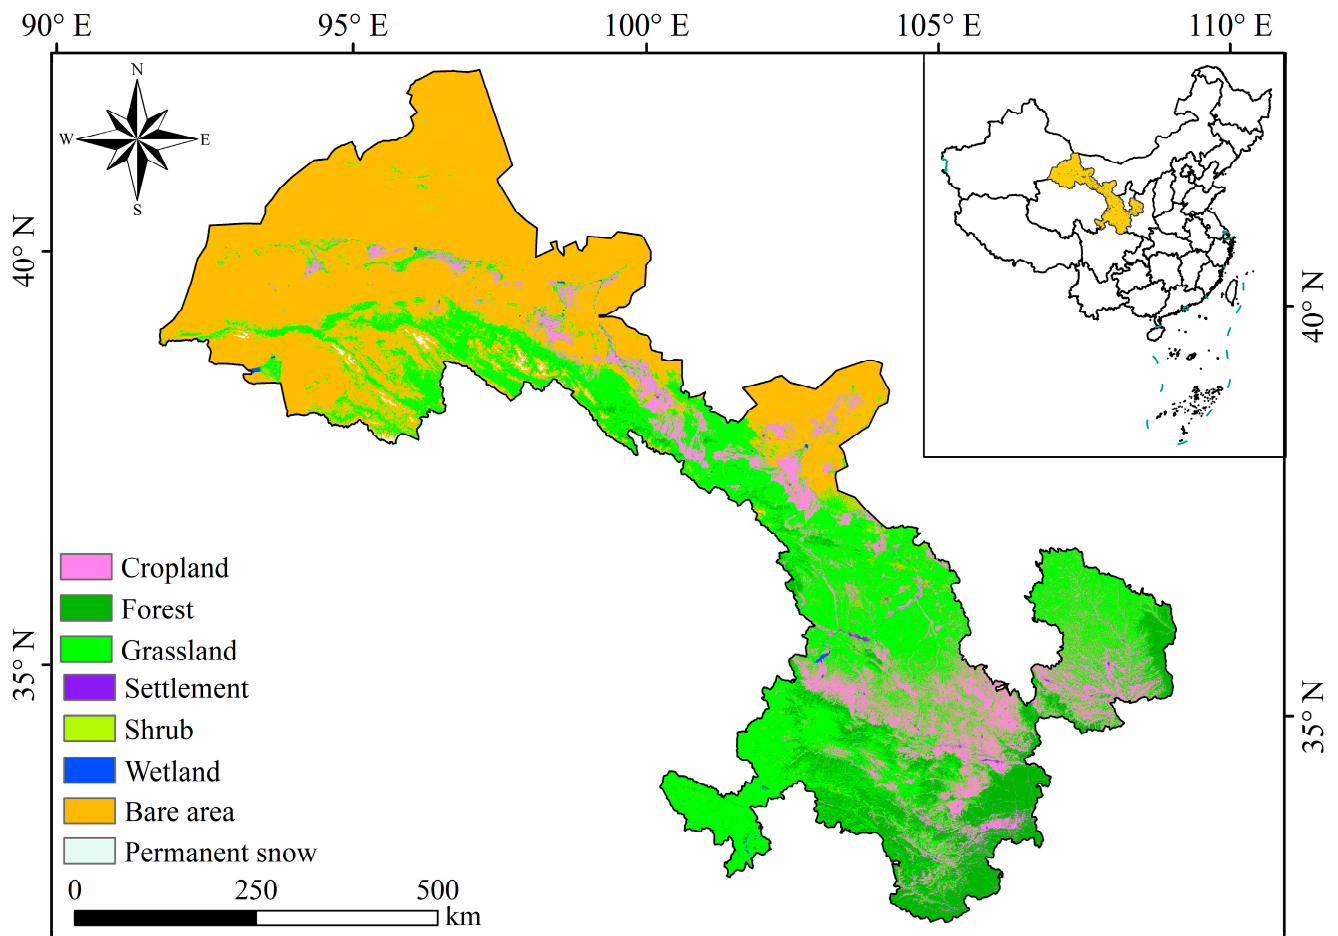 90° E 95° E 100° E 105° E 110° E
N
W E
S
40° N
40° N
35° N
35° N
Cropland
Forest
Grassland
Settlement
Shrub
Wetland
Bare area
Permanent snow
0 250 500
km